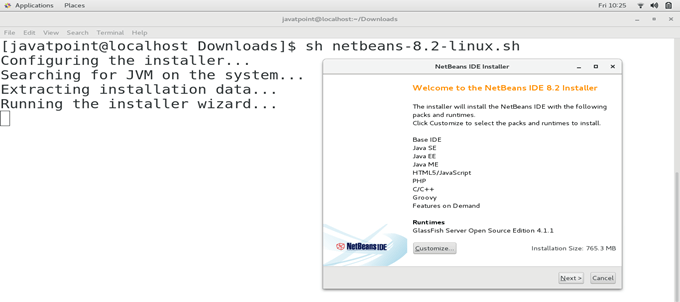 Applications Places Fri 10:25
javatpoint@localhost:~/Downloads
File Edit View Search Terminal Help
[javatpoint@localhost Downloads]$ sh netbeans-8.2-linux.sh
Configuring the installer...
Searching for JVM on the system...
Extracting installation data...
Running the installer wizard...
NetBeans IDE Installer
Welcome to the NetBeans IDE 8.2 Installer
The installer will install the NetBeans IDE with the following
packs and runtimes.
Click Customize to select the packs and runtimes to install.
Base IDE
Java SE
Java EE
Java ME
HTML5/JavaScript
PHP
C/C++
Groovy
Features on Demand
Runtimes
GlassFish Server Open Source Edition 4.1.1
NetBeans IDE
Customize... Installation Size: 765.3 MB
Next > Cancel